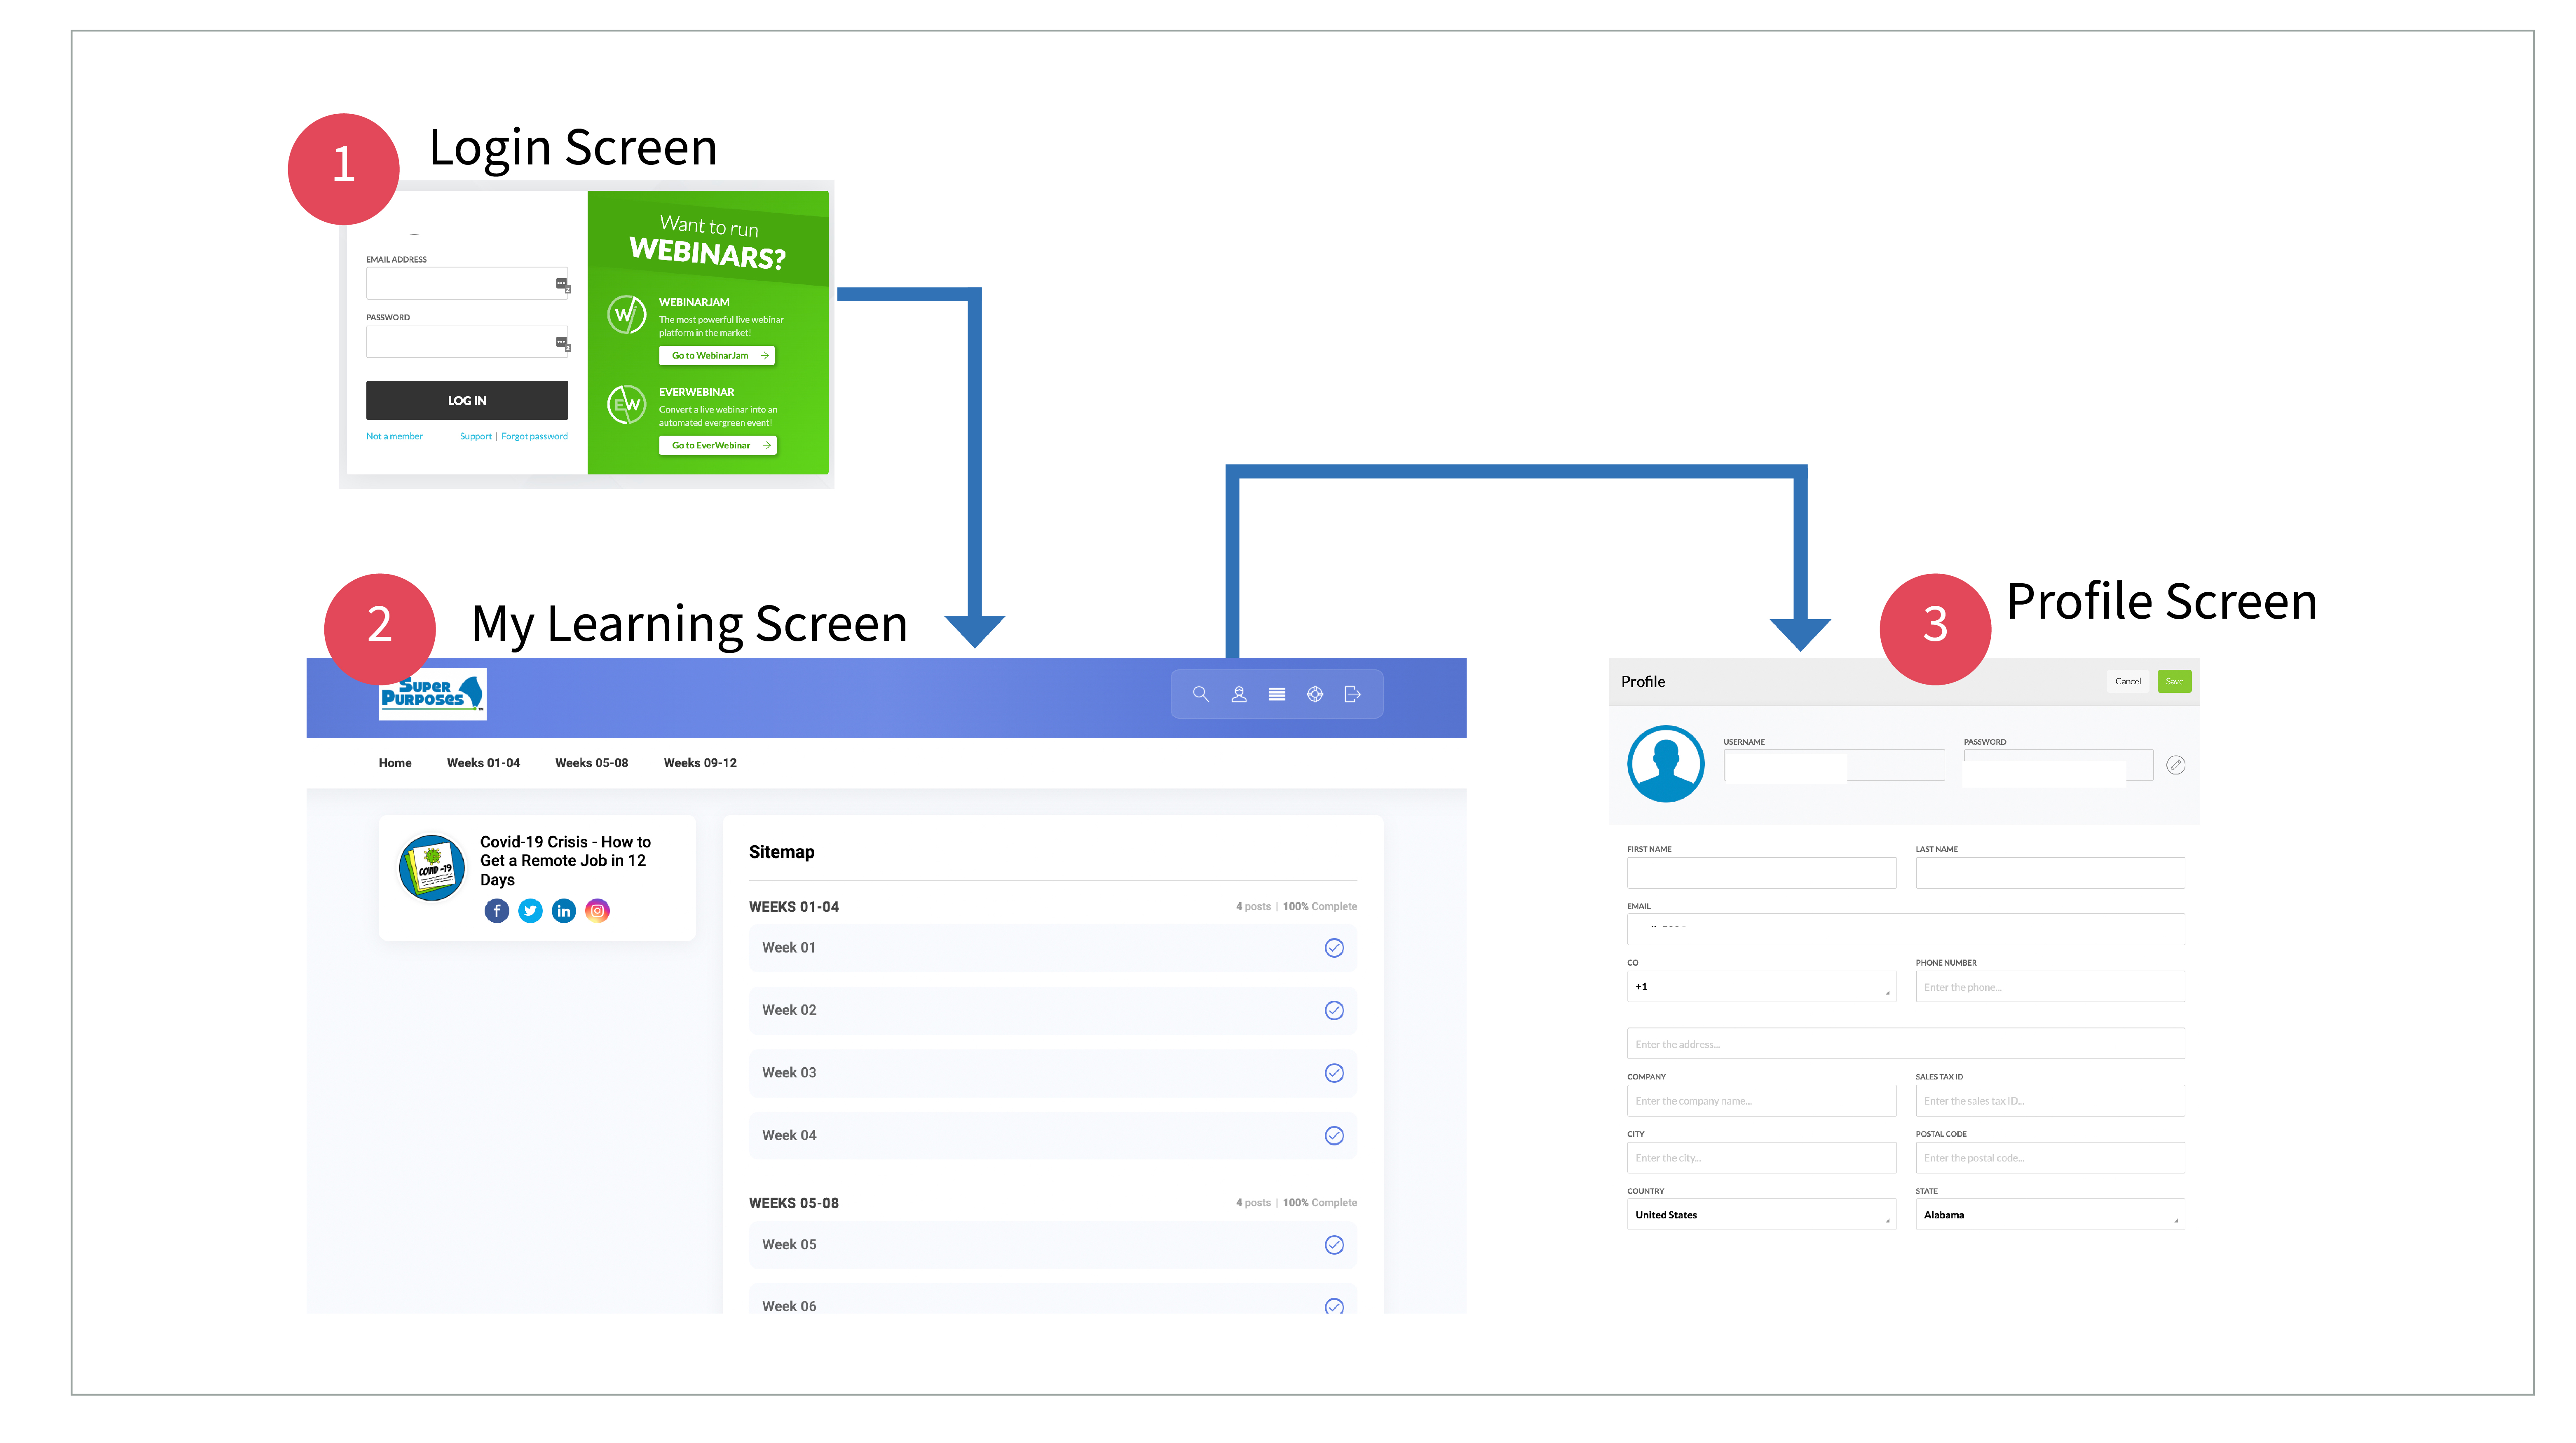 1
Login Screen
EMAIL ADDRESS
PASSWORD
LOG IN
Not a member
Support | Forgot password
Want to run
WEBINARS?
W
WEBINARJAM
The most powerful live webinar
platform in the market!
Go to WebinarJam
EW
EVERWEBINAR
Convert a live webinar into an
automated evergreen event!
Go to EverWebinar
2
My Learning Screen
SUPER
PURPOSES
Home
Weeks 01-04
Weeks 05-08
Weeks 09-12
COVID -19
Covid-19 Crisis - How to
Get a Remote Job in 12
Days
f
in
Sitemap
WEEKS 01-04
4 posts | 100% Complete
Week 01
Week 02
Week 03
Week 04
WEEKS 05-08
4 posts | 100% Complete
Week 05
Week 06
3
Profile Screen
Profile
Cancel
Save
USERNAME
PASSWORD
FIRST NAME
LAST NAME
EMAIL
CO
PHONE NUMBER
+1
Enter the phone...
Enter the address...
COMPANY
SALES TAX ID
Enter the company name...
Enter the sales tax ID...
CITY
POSTAL CODE
Enter the city...
Enter the postal code...
COUNTRY
STATE
United States
Alabama